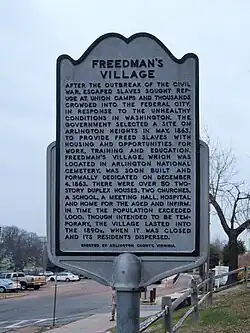 FREEDMAN'S
VILLAGE
AFTER THE OUTBREAK OF THE CIVIL
WAR, ESCAPED SLAVES SOUGHT REF-
UGE AT UNION CAMPS AND THOUSANDS
CROWDED INTO THE FEDERAL CITY.
IN RESPONSE TO THE UNHEALTHY
CONDITIONS IN WASHINGTON, THE
GOVERNMENT SELECTED A SITE ON
ARLINGTON HEIGHTS IN MAY, 1863,
TO PROVIDE FREED SLAVES WITH
HOUSING AND OPPORTUNITIES FOR
WORK, TRAINING AND EDUCATION.
FREEDMAN'S VILLAGE, WHICH WAS
LOCATED IN ARLINGTON NATIONAL
CEMETERY, WAS SOON BUILT AND
FORMALLY DEDICATED ON DECEMBER
4, 1863. THERE WERE 50 TWO-
STORY DUPLEX HOUSES, TWO CHURCHES,
A SCHOOL, A MEETING HALL, HOSPITAL
AND HOME FOR THE AGED AND INFIRM.
IN TIME THE POPULATION EXCEEDED
1,000. THOUGH INTENDED TO BE TEM-
PORARY, THE VILLAGE LASTED INTO
THE 1890s, WHEN IT WAS CLOSED
AND ITS RESIDENTS DISPERSED.
ERECTED BY ARLINGTON COUNTY, VIRGINIA